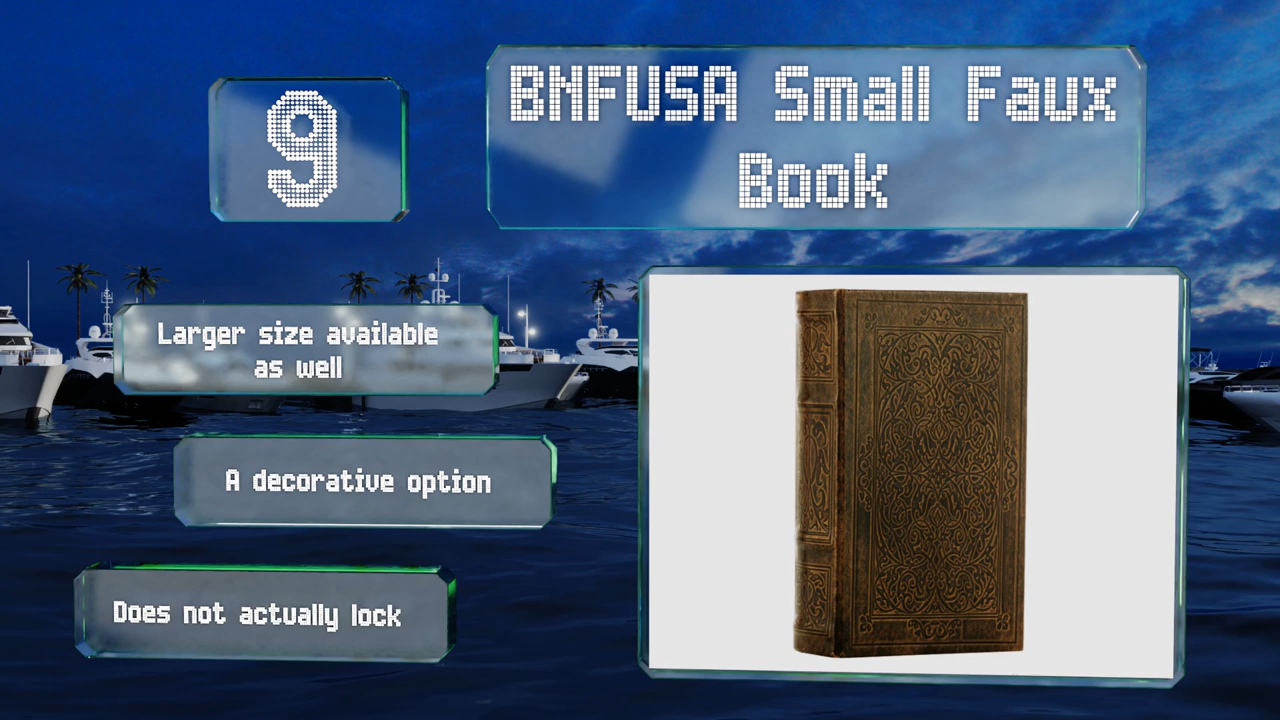 9
BNFUSA Small Faux
Book
Larger size available
as well
A decorative option
Does not actually lock